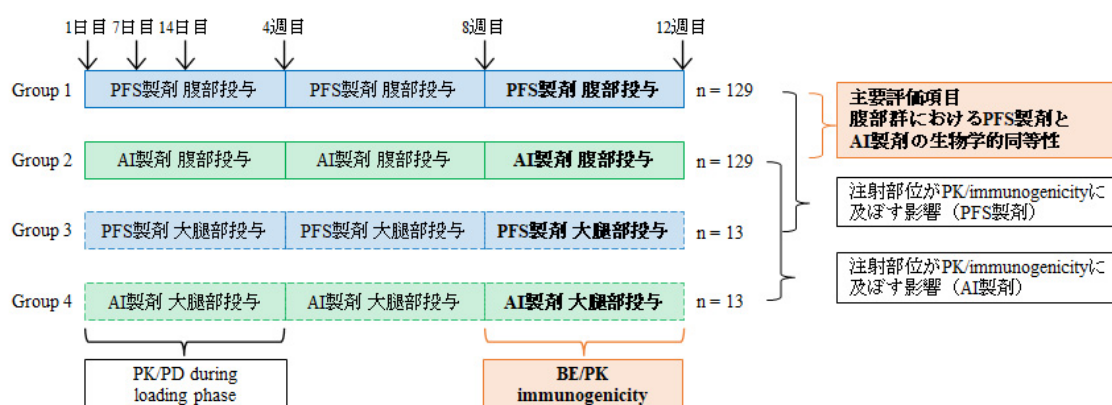 1日目 7日目 14日目 4週目 8週目 12週目
Group 1 PFS製剤 腹部投与 PFS製剤 腹部投与 PFS製剤 腹部投与 n = 129
Group 2 AI製剤 腹部投与 AI製剤 腹部投与 AI製剤 腹部投与 n = 129
Group 3 PFS製剤 大腿部投与 PFS製剤 大腿部投与 PFS製剤 大腿部投与 n = 13
Group 4 AI製剤 大腿部投与 AI製剤 大腿部投与 AI製剤 大腿部投与 n = 13
主要評価項目
腹部群におけるPFS製剤と
AI製剤の生物学的同等性
注射部位がPK/immunogenicityに
及ぼす影響（PFS製剤）
注射部位がPK/immunogenicityに
及ぼす影響（AI製剤）
PK/PD during
loading phase
BE/PK
immunogenicity